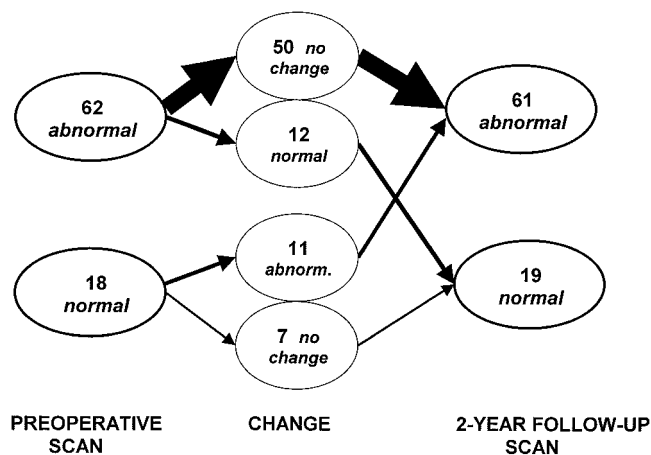 62
abnormal
18
normal
50 no
change
12
normal
11
abnorm.
7 no
change
61
abnormal
19
normal
PREOPERATIVE
SCAN
CHANGE
2-YEAR FOLLOW-UP
SCAN